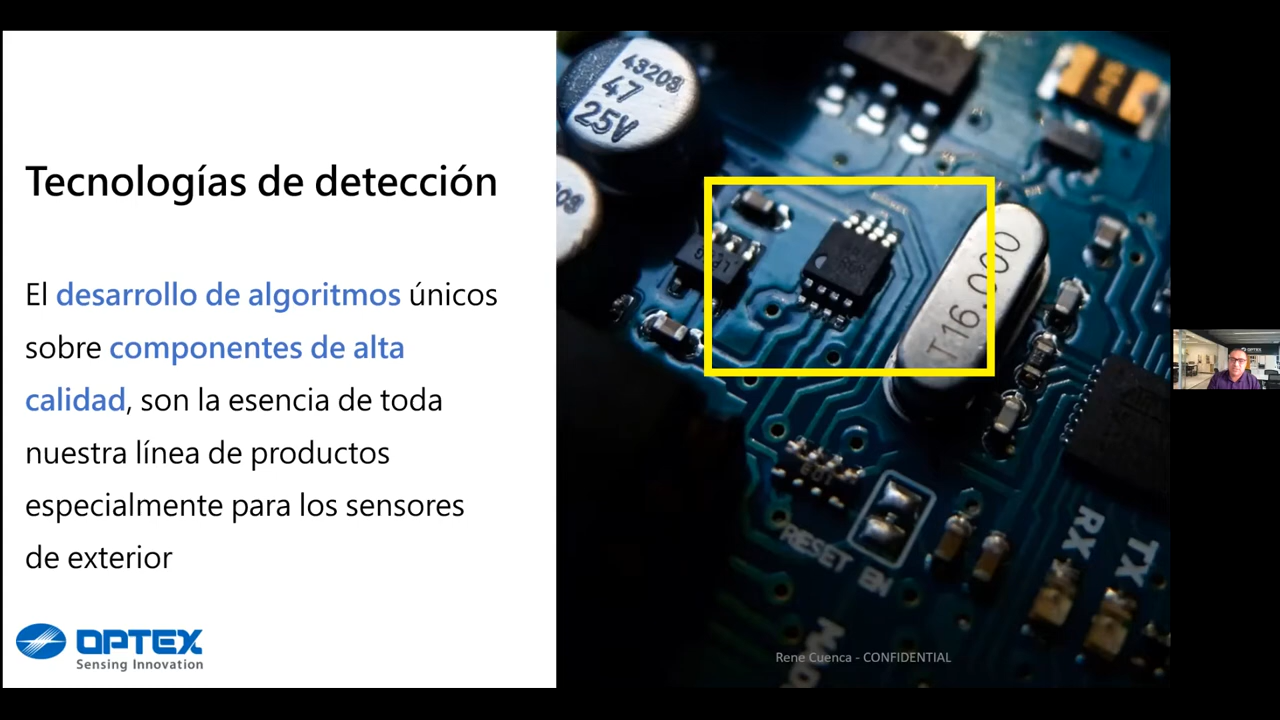 Tecnologías de detección
El desarrollo de algoritmos únicos
sobre componentes de alta
calidad, son la esencia de toda
nuestra línea de productos
especialmente para los sensores
de exterior
OPTEX
Sensing Innovation
43208
47
25V
T16.000
RESET EN
RX
TX
Rene Cuenca - CONFIDENTIAL
OPTEX